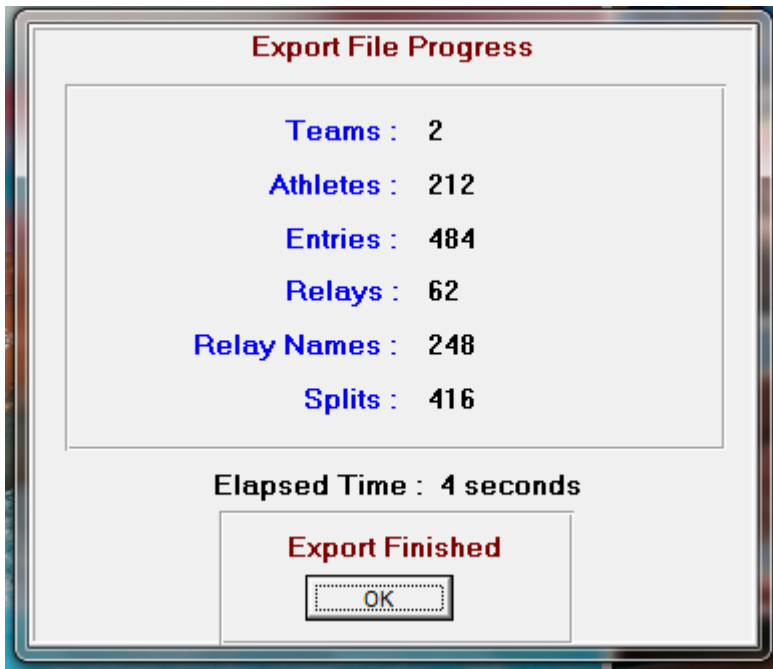 Export File Progress
Teams : 2
Athletes : 212
Entries : 484
Relays : 62
Relay Names : 248
Splits : 416
Elapsed Time : 4 seconds
Export Finished
OK